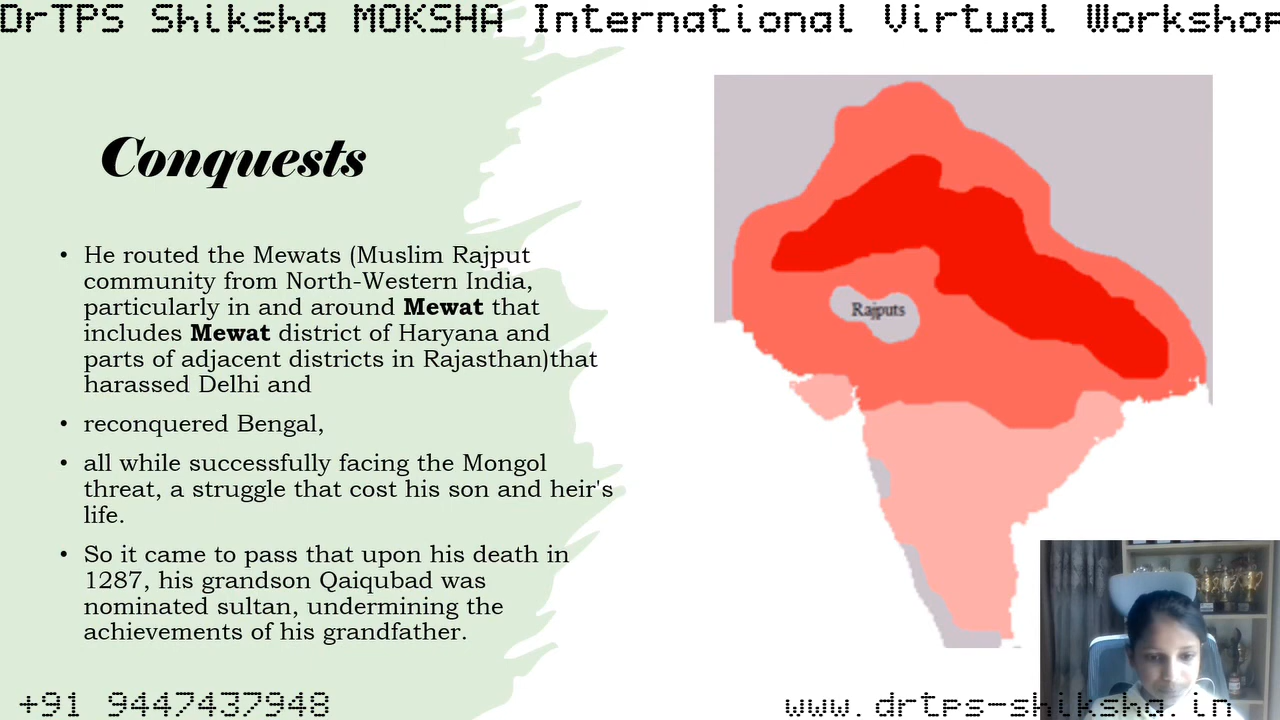 DrTPS Shiksha MOKSHA International Virtual Workshop
Conquests
• He routed the Mewats (Muslim Rajput
community from North-Western India,
particularly in and around Mewat that
includes Mewat district of Haryana and
parts of adjacent districts in Rajasthan)that
harassed Delhi and
• reconquered Bengal,
• all while successfully facing the Mongol
threat, a struggle that cost his son and heir's
life.
• So it came to pass that upon his death in
1287, his grandson Qaiqubad was
nominated sultan, undermining the
achievements of his grandfather.
Rajputs
+91 9447437948
www.drtps-shiksha.in